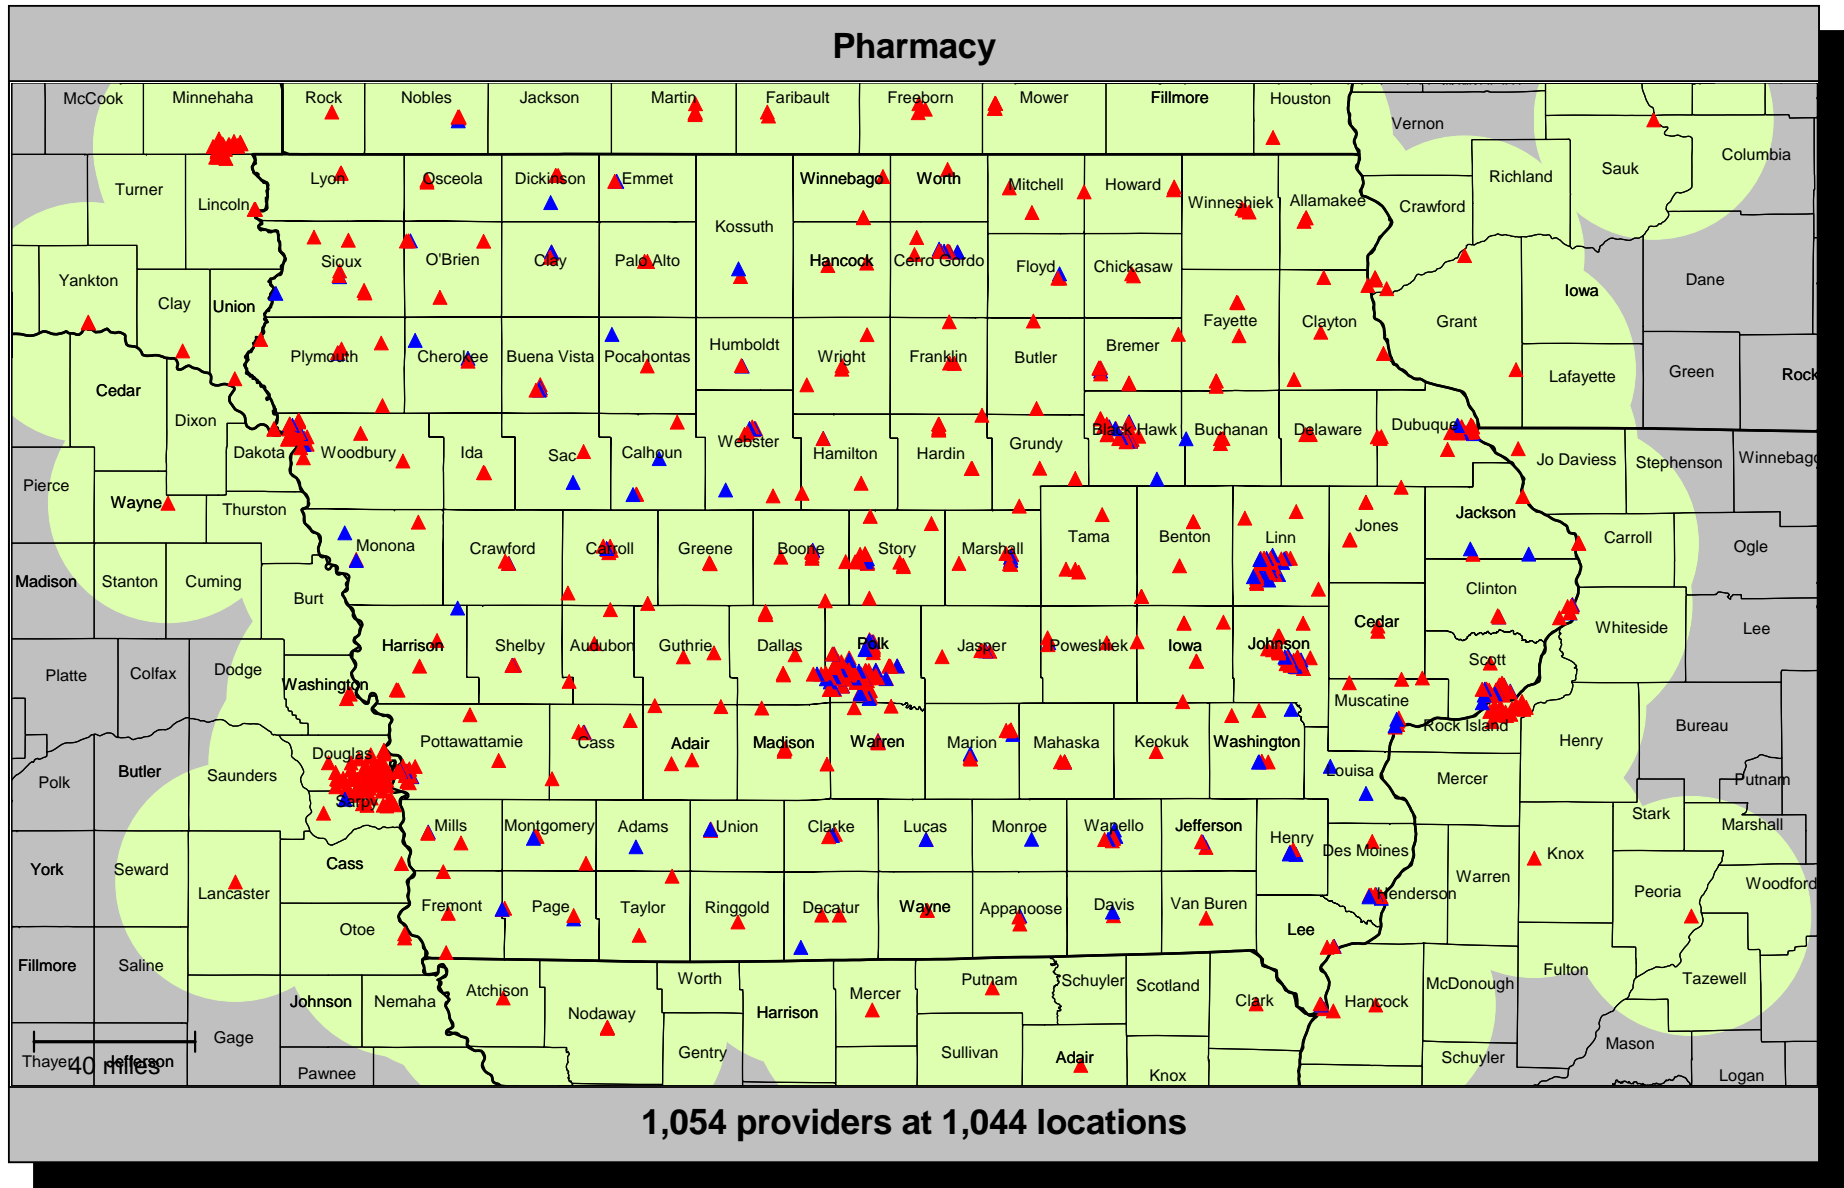 Pharmacy
McCook Minnehaha Rock Nobles Jackson Martin Faribault Freeborn Mower Fillmore Houston
Vernon
Columbia
Sauk
Richland
Turner Lyon Osceola Dickinson Emmet Winnebago Worth Mitchell Howard
Lincoln Winneshiek Allamakee Crawford
Kossuth
Yankton Sioux O'Brien Clay Palo Alto Hancock Cerro Gordo Floyd Chickasaw Dane
Clay Union Iowa
Fayette Clayton Grant
Plymouth Cherokee Buena Vista Pocahontas Humboldt Wright Franklin Butler Bremer
Cedar Lafayette Green Rock
Dixon
Dakota Woodbury Ida Sac Calhoun Webster Hamilton Hardin Grundy Black Hawk Buchanan Delaware Dubuque
Jo Daviess Stephenson Winnebago
Pierce
Wayne Thurston Jackson
Monona Crawford Carroll Greene Boone Story Marshall Tama Benton Linn Jones Carroll Ogle
Madison Stanton Cuming
Burt Clinton
Harrison Shelby Audubon Guthrie Dallas Polk Jasper Poweshiek Iowa Johnson Cedar Whiteside Lee
Platte Colfax Dodge Scott
Washington
Muscatine
Pottawattamie Cass Adair Madison Warren Marion Mahaska Keokuk Washington Rock Island Henry Bureau
Douglas
Polk Butler Saunders Louisa Mercer Putnam
Sarpy
Mills Montgomery Adams Union Clarke Lucas Monroe Wapello Jefferson Henry Stark Marshall
Des Moines Knox
York Seward Cass
Lancaster Warren Peoria Woodford
Fremont Page Taylor Ringgold Decatur Wayne Appanoose Davis Van Buren Henderson
Otoe Lee
Fillmore Saline
Johnson Nemaha Atchison Worth Mercer Putnam Schuyler Scotland Clark Hancock McDonough Fulton Tazewell
Nodaway Harrison
Gage
Thayer Jefferson Gentry Sullivan Adair Schuyler Mason
40 miles
Pawnee Knox Logan
1,054 providers at 1,044 locations